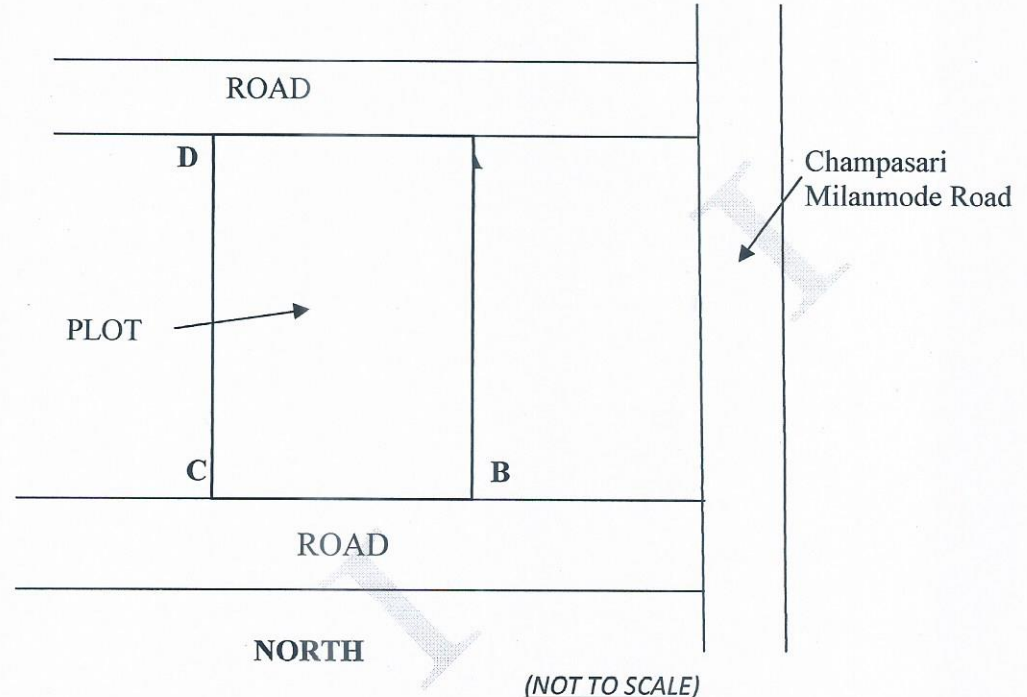 ROAD
D
Champasari
Milanmode Road
PLOT
C
B
ROAD
NORTH
(NOT TO SCALE)